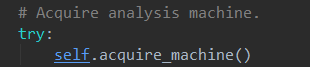 # Acquire analysis machine.
try:
self.acquire_machine()